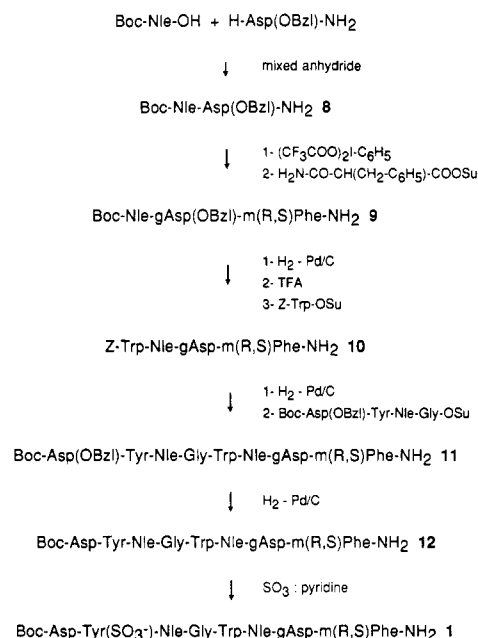 Boc-Nle-OH + H-Asp(OBzl)-NH2
↓ mixed anhydride
Boc-Nle-Asp(OBzl)-NH2 8
↓ 1- (CF3COO)2I-C6H5
2- H2N-CO-CH(CH2-C6H5)-COOSu
Boc-Nle-gAsp(OBzl)-m(R,S)Phe-NH2 9
↓ 1- H2 - Pd/C
2- TFA
3- Z-Trp-OSu
Z-Trp-Nle-gAsp-m(R,S)Phe-NH2 10
↓ 1- H2 - Pd/C
2- Boc-Asp(OBzl)-Tyr-Nle-Gly-OSu
Boc-Asp(OBzl)-Tyr-Nle-Gly-Trp-Nle-gAsp-m(R,S)Phe-NH2 11
↓ H2 - Pd/C
Boc-Asp-Tyr-Nle-Gly-Trp-Nle-gAsp-m(R,S)Phe-NH2 12
↓ SO3 : pyridine
Boc-Asp-Tyr(SO3-)-Nle-Gly-Trp-Nle-gAsp-m(R,S)Phe-NH2 1